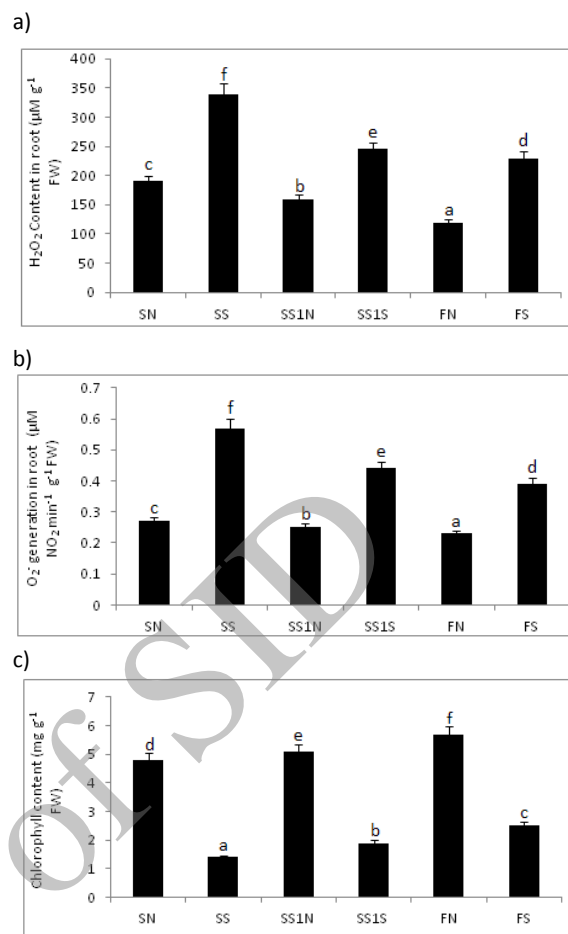 a)
H₂O₂ Content in root (µM g⁻¹
FW)
400
350
300
250
200
150
100
50
0
c
f
b
e
a
d
SN SS SS1N SS1S FN FS
b)
O₂⁻ generation in root (µM
NO₂ min⁻¹ g⁻¹ FW)
0.7
0.6
0.5
0.4
0.3
0.2
0.1
0
c
f
b
e
a
d
SN SS SS1N SS1S FN FS
c)
Chlorophyll content (mg g⁻¹
FW)
7
6
5
4
3
2
1
0
d
a
e
b
f
c
SN SS SS1N SS1S FN FS
of SID